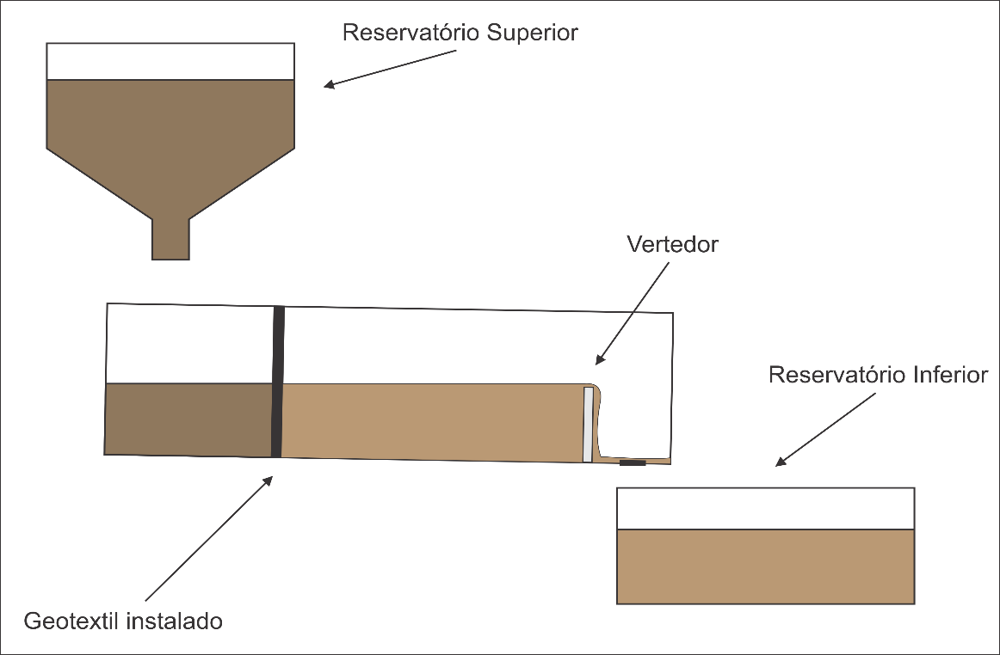 Reservatório Superior
Vertedor
Reservatório Inferior
Geotextil instalado